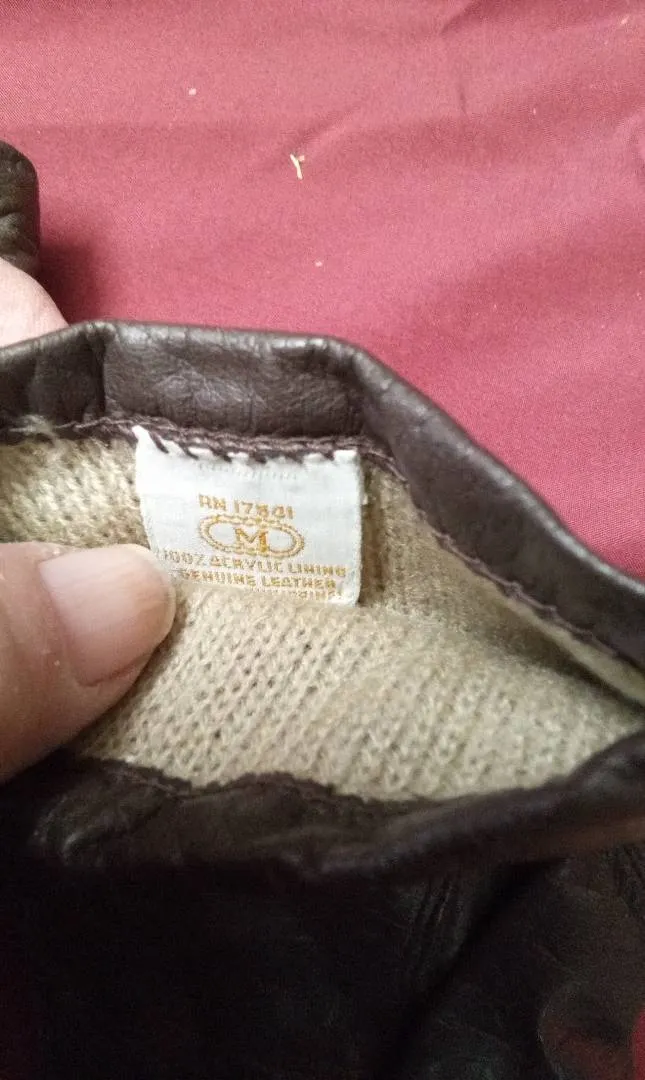 RN 17841
M
100% ACRYLIC LINING
GENUINE LEATHER